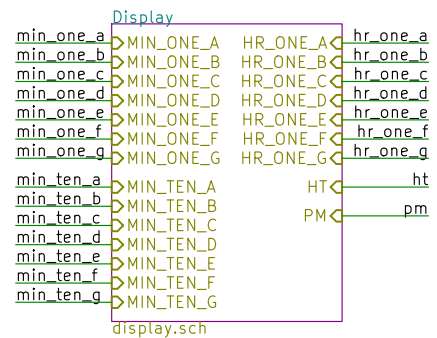 Display
min_one_a MIN_ONE_A HR_ONE_A hr_one_a
min_one_b MIN_ONE_B HR_ONE_B hr_one_b
min_one_c MIN_ONE_C HR_ONE_C hr_one_c
min_one_d MIN_ONE_D HR_ONE_D hr_one_d
min_one_e MIN_ONE_E HR_ONE_E hr_one_e
min_one_f MIN_ONE_F HR_ONE_F hr_one_f
min_one_g MIN_ONE_G HR_ONE_G hr_one_g
min_ten_a MIN_TEN_A HT ht
min_ten_b MIN_TEN_B
PM pm
min_ten_c MIN_TEN_C
min_ten_d MIN_TEN_D
min_ten_e MIN_TEN_E
min_ten_f MIN_TEN_F
min_ten_g MIN_TEN_G
display.sch